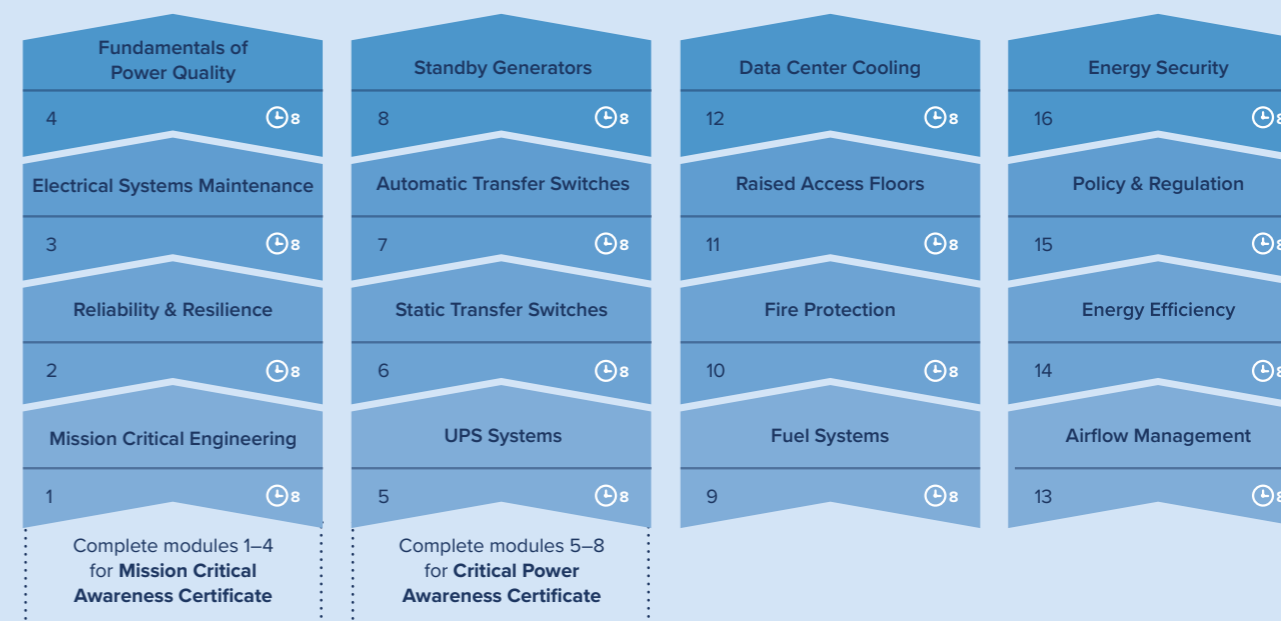 Fundamentals of
Power Quality
4
8
Electrical Systems Maintenance
3
8
Reliability & Resilience
2
8
Mission Critical Engineering
1
8
Complete modules 1–4
for Mission Critical
Awareness Certificate
Standby Generators
8
8
Automatic Transfer Switches
7
8
Static Transfer Switches
6
8
UPS Systems
5
8
Complete modules 5–8
for Critical Power
Awareness Certificate
Data Center Cooling
12
8
Raised Access Floors
11
8
Fire Protection
10
8
Fuel Systems
9
8
Energy Security
16
8
Policy & Regulation
15
8
Energy Efficiency
14
8
Airflow Management
13
8